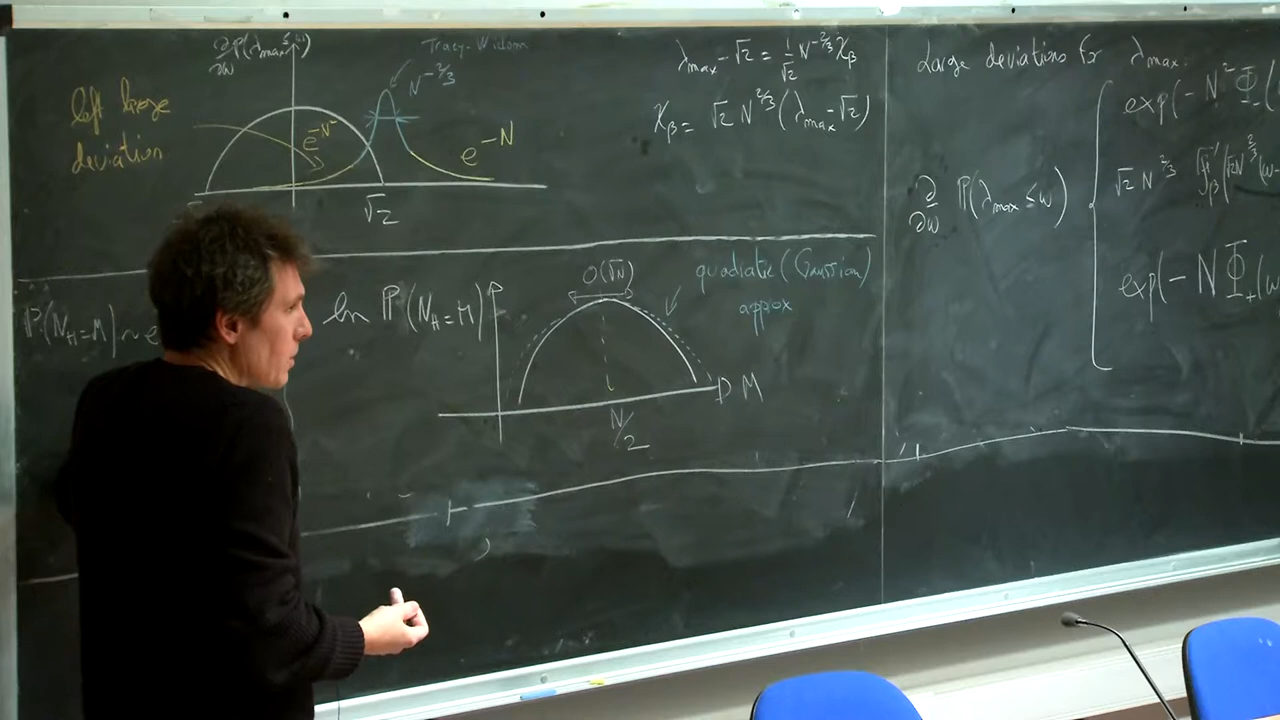 ∂/∂w P(λmax ≤ w)
Tracy-Widom
N^{-2/3}
left large
deviation
e^{-N²}
e^{-N}
√2
λmax - √2 = 1/√2 N^{-2/3} χβ
χβ = √2 N^{2/3} (λmax - √2)
P(N_H=M) ~ e
ln P(N_H=M)
O(√N)
quadratic (Gaussian)
approx
N/2
M
Large deviations for λmax.
∂/∂w P(λmax ≤ w)
exp(- N² Φ_- (
√2 N^{2/3} F'β (√2 N^{2/3} (w-
exp(- N Φ_+ (w